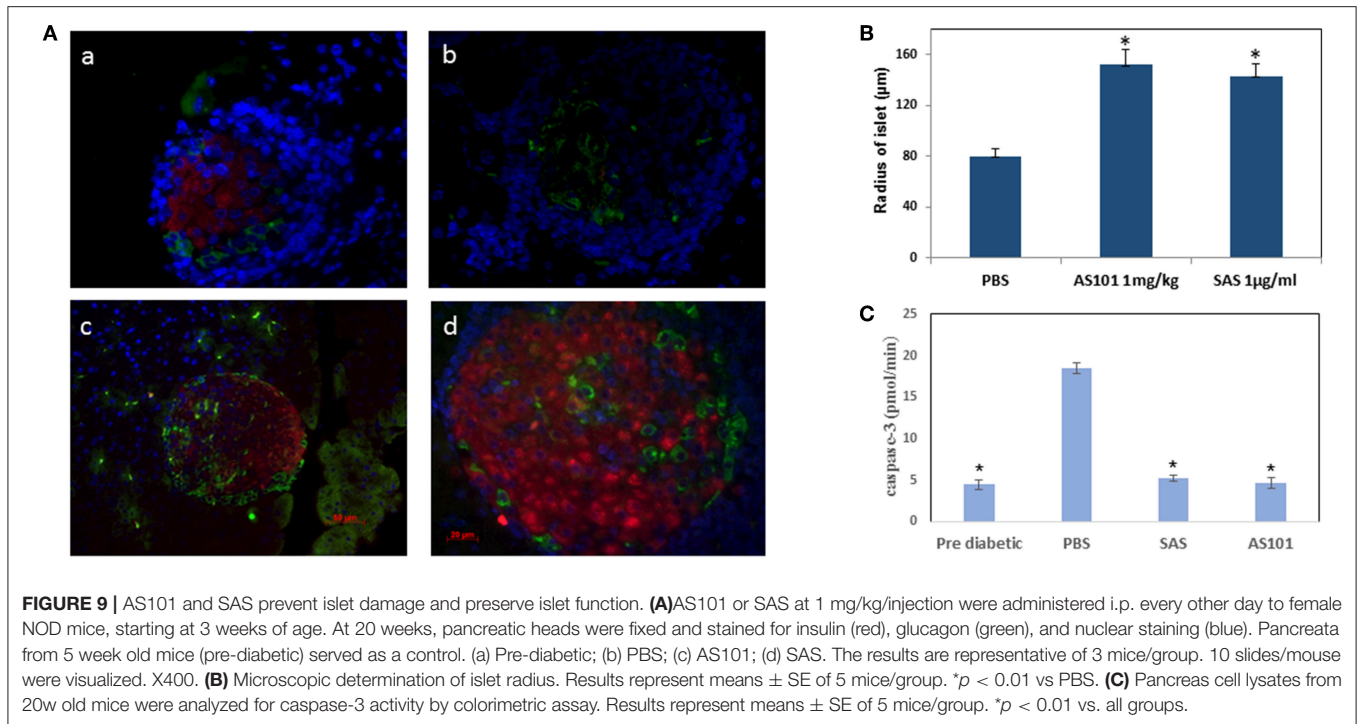 A
a
b
c
50 µm
d
20 µm
B
Radius of islet (µm)
160
120
80
40
0
*
*
PBS
AS101 1mg/kg
SAS 1µg/ml
C
caspase-3 (pmol/min)
25
20
15
10
5
0
*
*
*
Pre diabetic
PBS
SAS
AS101
FIGURE 9 | AS101 and SAS prevent islet damage and preserve islet function. (A)AS101 or SAS at 1 mg/kg/injection were administered i.p. every other day to female
NOD mice, starting at 3 weeks of age. At 20 weeks, pancreatic heads were fixed and stained for insulin (red), glucagon (green), and nuclear staining (blue). Pancreata
from 5 week old mice (pre-diabetic) served as a control. (a) Pre-diabetic; (b) PBS; (c) AS101; (d) SAS. The results are representative of 3 mice/group. 10 slides/mouse
were visualized. X400. (B) Microscopic determination of islet radius. Results represent means ± SE of 5 mice/group. *p < 0.01 vs PBS. (C) Pancreas cell lysates from
20w old mice were analyzed for caspase-3 activity by colorimetric assay. Results represent means ± SE of 5 mice/group. *p < 0.01 vs. all groups.